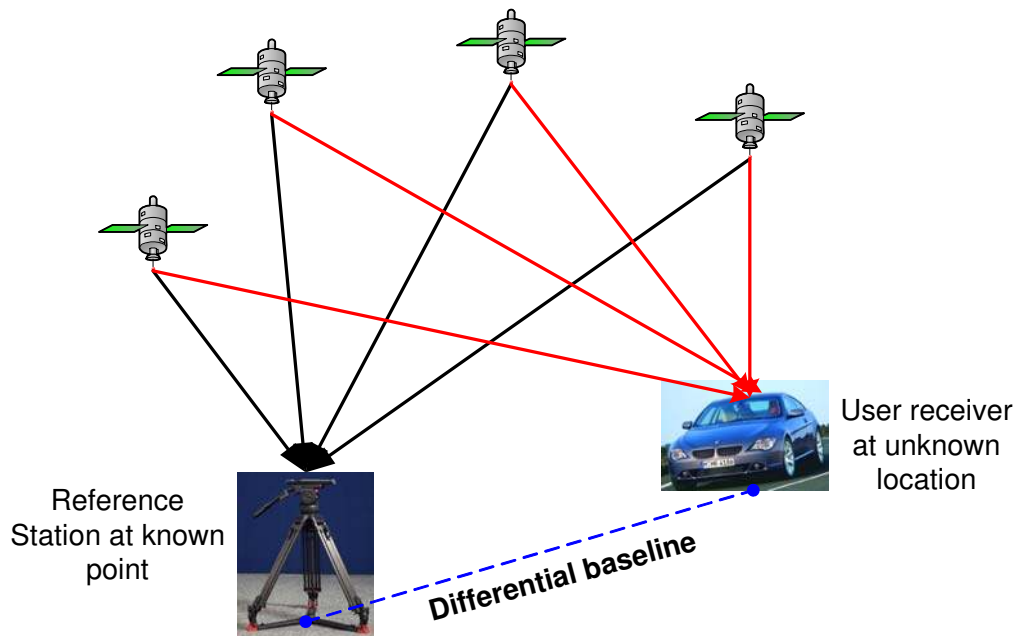 Reference
Station at known
point
User receiver
at unknown
location
Differential baseline